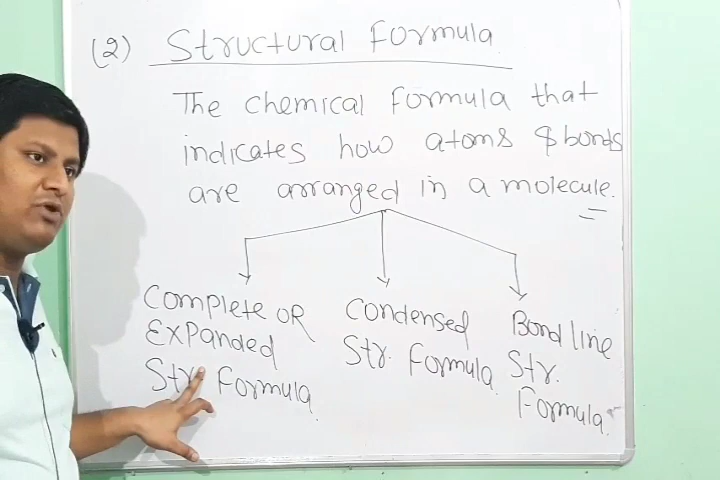 (2) Structural Formula
The chemical formula that
indicates how atoms & bonds
are arranged in a molecule.
Complete OR
Expanded
Str. Formula
Condensed
Str. Formula
Bond line
Str.
Formula